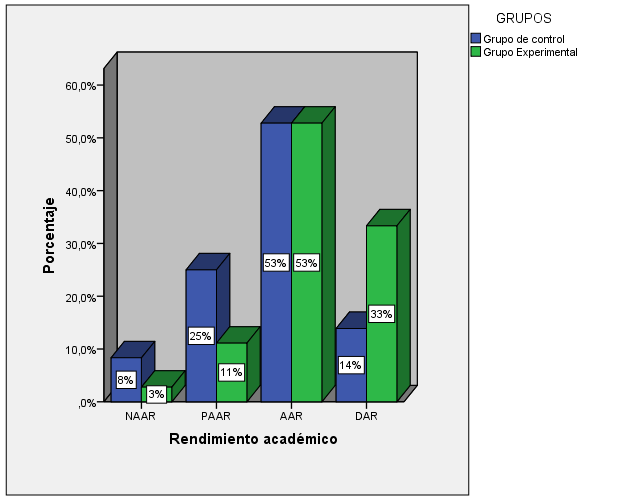 GRUPOS
Grupo de control
Grupo Experimental
Porcentaje
60,0%
50,0%
40,0%
30,0%
20,0%
10,0%
,0%
8%
3%
25%
11%
53%
53%
14%
33%
NAAR
PAAR
AAR
DAR
Rendimiento académico